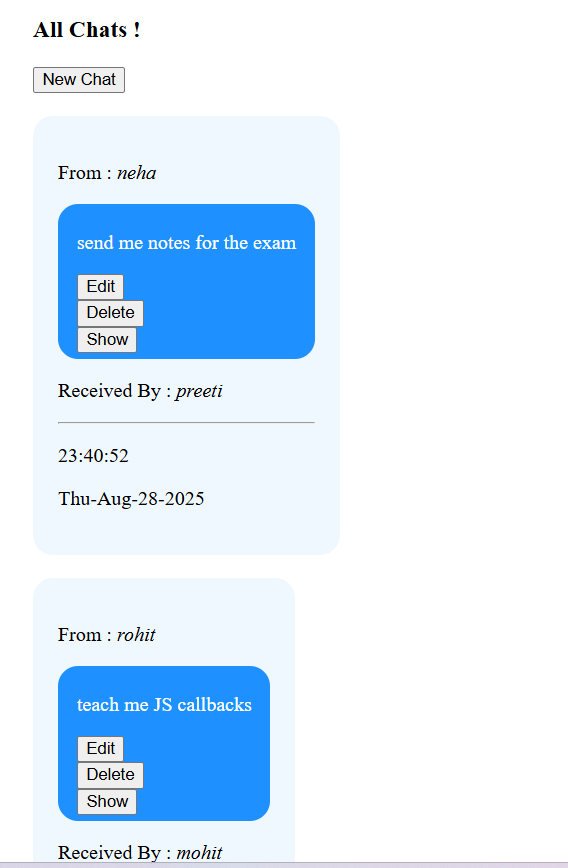 All Chats !
New Chat
From : neha
send me notes for the exam
Edit
Delete
Show
Received By : preeti
23:40:52
Thu-Aug-28-2025
From : rohit
teach me JS callbacks
Edit
Delete
Show
Received By : mohit